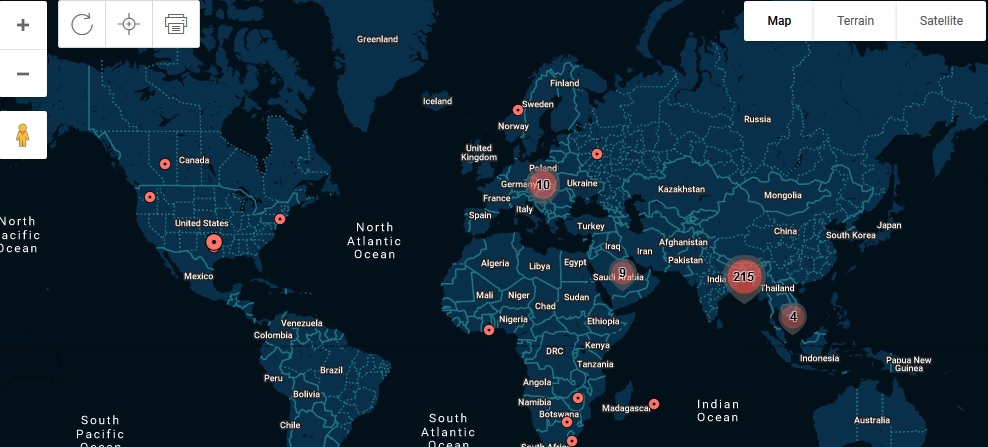 +
Map
Terrain
Satellite
−
Greenland
Iceland
Finland
Sweden
Norway
Russia
United
Kingdom
Canada
Poland
Germany
10
Ukraine
Kazakhstan
Mongolia
France
Italy
Spain
North
Pacific
Ocean
United States
North
Atlantic
Ocean
Turkey
China
Japan
South Korea
Iraq
Iran
Afghanistan
Pakistan
Mexico
Algeria
Libya
Egypt
9
Saudi Arabia
India
215
Thailand
Mali
Niger
Chad
Sudan
4
Venezuela
Colombia
Nigeria
Ethiopia
Kenya
DRC
Tanzania
Indonesia
Papua New
Guinea
Peru
Brazil
Bolivia
Angola
Namibia
Botswana
Madagascar
Indian
Ocean
Chile
South
Pacific
Ocean
South
Atlantic
Ocean
Australia